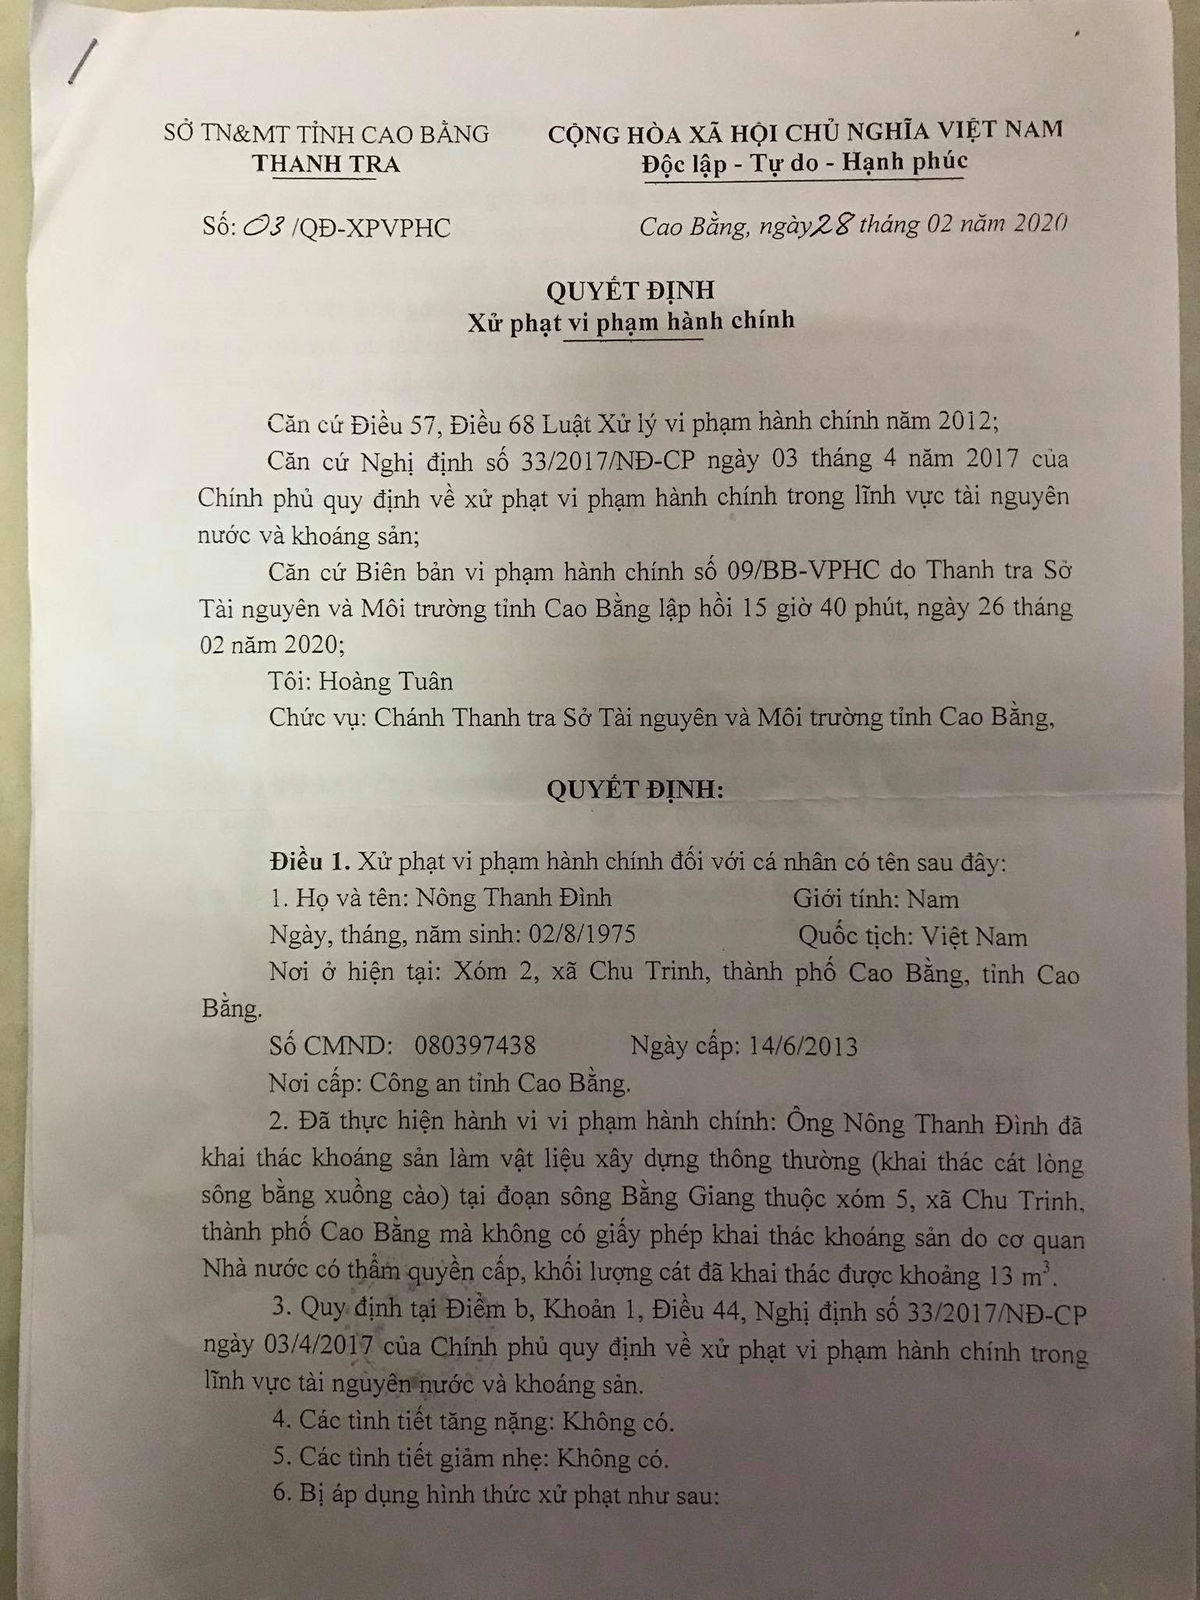 SỞ TN&MT TỈNH CAO BẰNG
THANH TRA
CỘNG HÒA XÃ HỘI CHỦ NGHĨA VIỆT NAM
Độc lập - Tự do - Hạnh phúc
Số: 03 /QĐ-XPVPHC
Cao Bằng, ngày 28 tháng 02 năm 2020
QUYẾT ĐỊNH
Xử phạt vi phạm hành chính
Căn cứ Điều 57, Điều 68 Luật Xử lý vi phạm hành chính năm 2012;
Căn cứ Nghị định số 33/2017/NĐ-CP ngày 03 tháng 4 năm 2017 của
Chính phủ quy định về xử phạt vi phạm hành chính trong lĩnh vực tài nguyên
nước và khoáng sản;
Căn cứ Biên bản vi phạm hành chính số 09/BB-VPHC do Thanh tra Sở
Tài nguyên và Môi trường tỉnh Cao Bằng lập hồi 15 giờ 40 phút, ngày 26 tháng
02 năm 2020;
Tôi: Hoàng Tuân
Chức vụ: Chánh Thanh tra Sở Tài nguyên và Môi trường tỉnh Cao Bằng,
QUYẾT ĐỊNH:
Điều 1. Xử phạt vi phạm hành chính đối với cá nhân có tên sau đây:
1. Họ và tên: Nông Thanh Đình Giới tính: Nam
Ngày, tháng, năm sinh: 02/8/1975 Quốc tịch: Việt Nam
Nơi ở hiện tại: Xóm 2, xã Chu Trinh, thành phố Cao Bằng, tỉnh Cao
Bằng.
Số CMND: 080397438 Ngày cấp: 14/6/2013
Nơi cấp: Công an tỉnh Cao Bằng.
2. Đã thực hiện hành vi vi phạm hành chính: Ông Nông Thanh Đình đã
khai thác khoáng sản làm vật liệu xây dựng thông thường (khai thác cát lòng
sông bằng xuồng cào) tại đoạn sông Bằng Giang thuộc xóm 5, xã Chu Trinh,
thành phố Cao Bằng mà không có giấy phép khai thác khoáng sản do cơ quan
Nhà nước có thẩm quyền cấp, khối lượng cát đã khai thác được khoảng 13 m³.
3. Quy định tại Điểm b, Khoản 1, Điều 44, Nghị định số 33/2017/NĐ-CP
ngày 03/4/2017 của Chính phủ quy định về xử phạt vi phạm hành chính trong
lĩnh vực tài nguyên nước và khoáng sản.
4. Các tình tiết tăng nặng: Không có.
5. Các tình tiết giảm nhẹ: Không có.
6. Bị áp dụng hình thức xử phạt như sau: